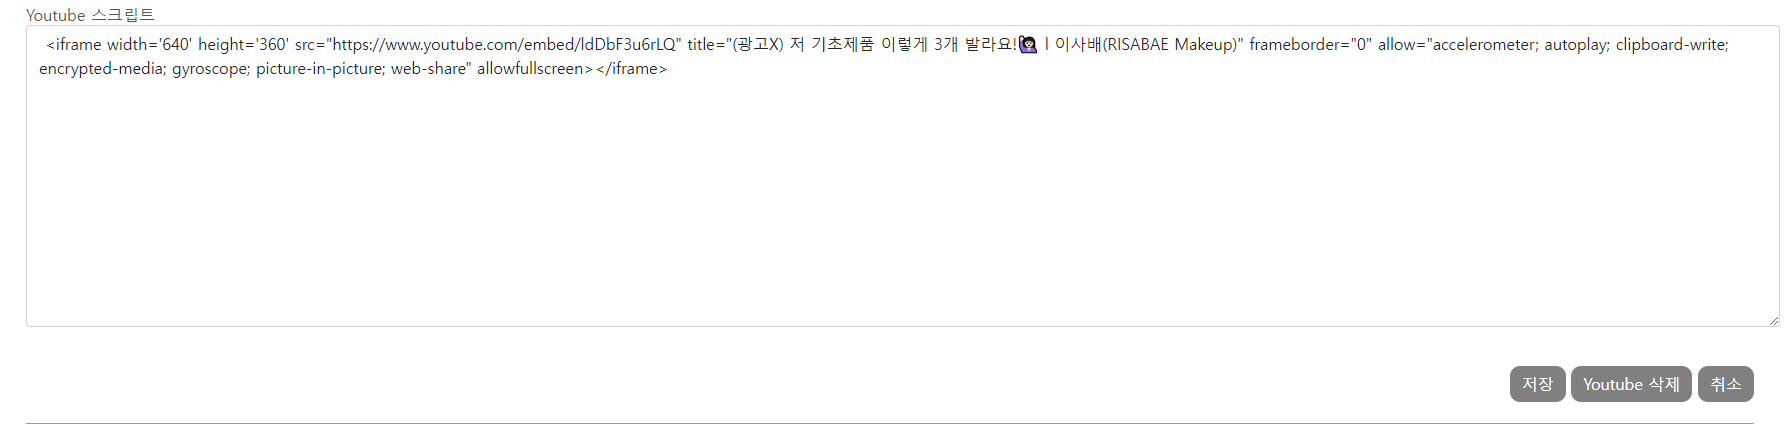 Youtube 스크립트
<iframe width='640' height='360' src="https://www.youtube.com/embed/ldDbF3u6rLQ" title="(광고X) 저 기초제품 이렇게 3개 발라요!🙋🏻‍♀️ l 이사배(RISABAE Makeup)" frameborder="0" allow="accelerometer; autoplay; clipboard-write;
encrypted-media; gyroscope; picture-in-picture; web-share" allowfullscreen></iframe>
저장 Youtube 삭제 취소